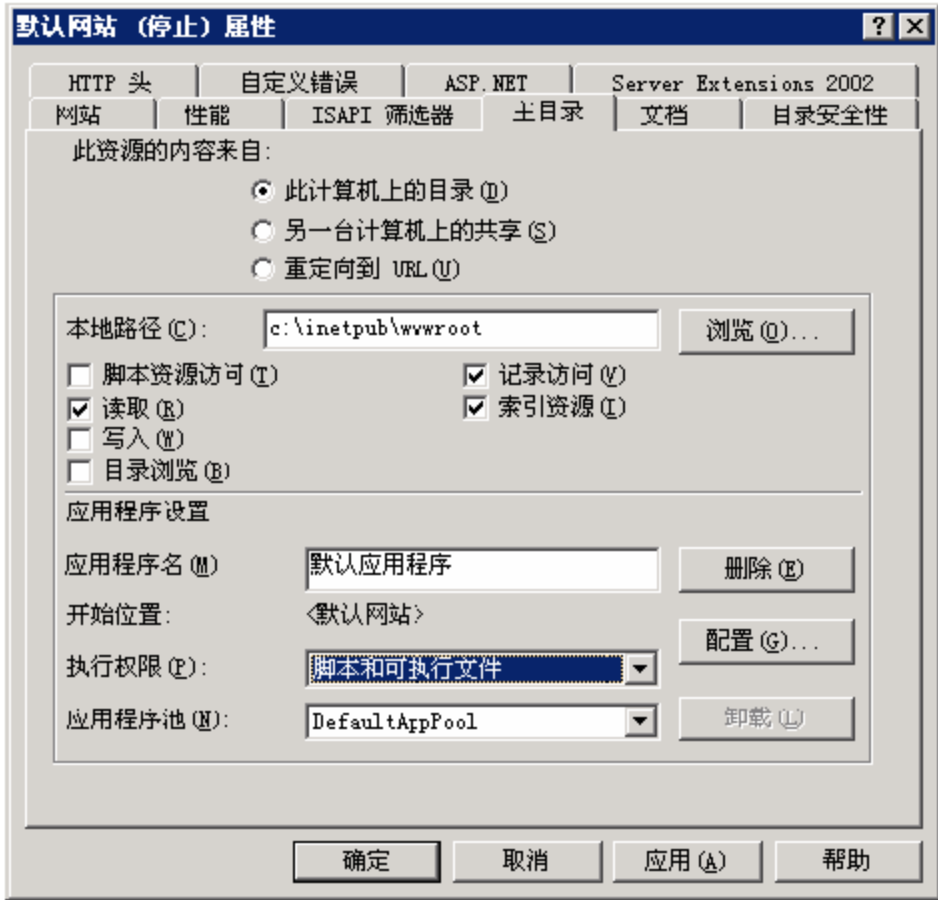 默认网站 (停止) 属性
HTTP 头 自定义错误 ASP.NET Server Extensions 2002
网站 性能 ISAPI 筛选器 主目录 文档 目录安全性
此资源的内容来自:
此计算机上的目录(D)
另一台计算机上的共享(S)
重定向到 URL(U)
本地路径(C): c:\inetpub\wwwroot 浏览(O)...
脚本资源访问(T) 记录访问(V)
读取(R) 索引资源(I)
写入(W)
目录浏览(B)
应用程序设置
应用程序名(M) 默认应用程序 删除(E)
开始位置: <默认网站>
配置(G)...
执行权限(P): 脚本和可执行文件
应用程序池(N): DefaultAppPool 卸载(L)
确定 取消 应用(A) 帮助